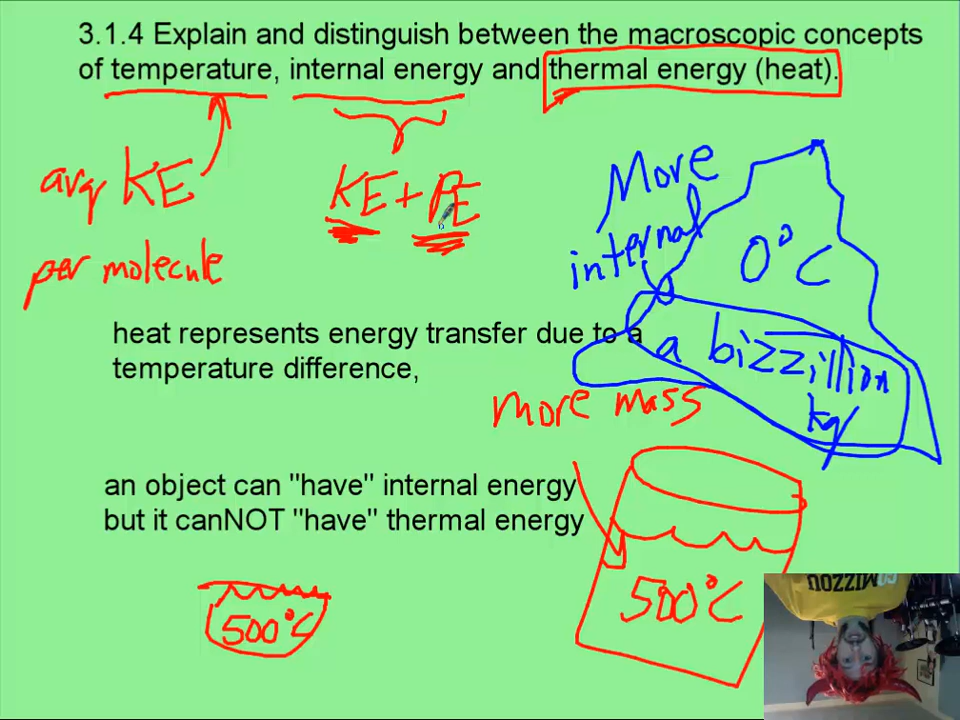 3.1.4 Explain and distinguish between the macroscopic concepts
of temperature, internal energy and thermal energy (heat).
avg KE
per molecule
KE + PE
More
internal
0°C
a bizzillion
kg
heat represents energy transfer due to a
temperature difference,
more mass
an object can "have" internal energy
but it canNOT "have" thermal energy
500°C
500°C
GO MIZZOU